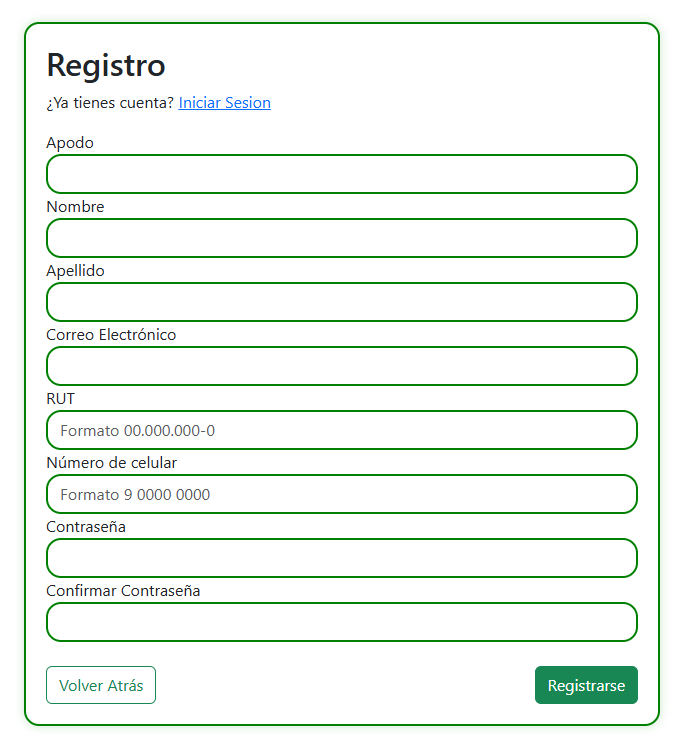 Registro
¿Ya tienes cuenta? Iniciar Sesion
Apodo
Nombre
Apellido
Correo Electrónico
RUT
Formato 00.000.000-0
Número de celular
Formato 9 0000 0000
Contraseña
Confirmar Contraseña
Volver Atrás
Registrarse